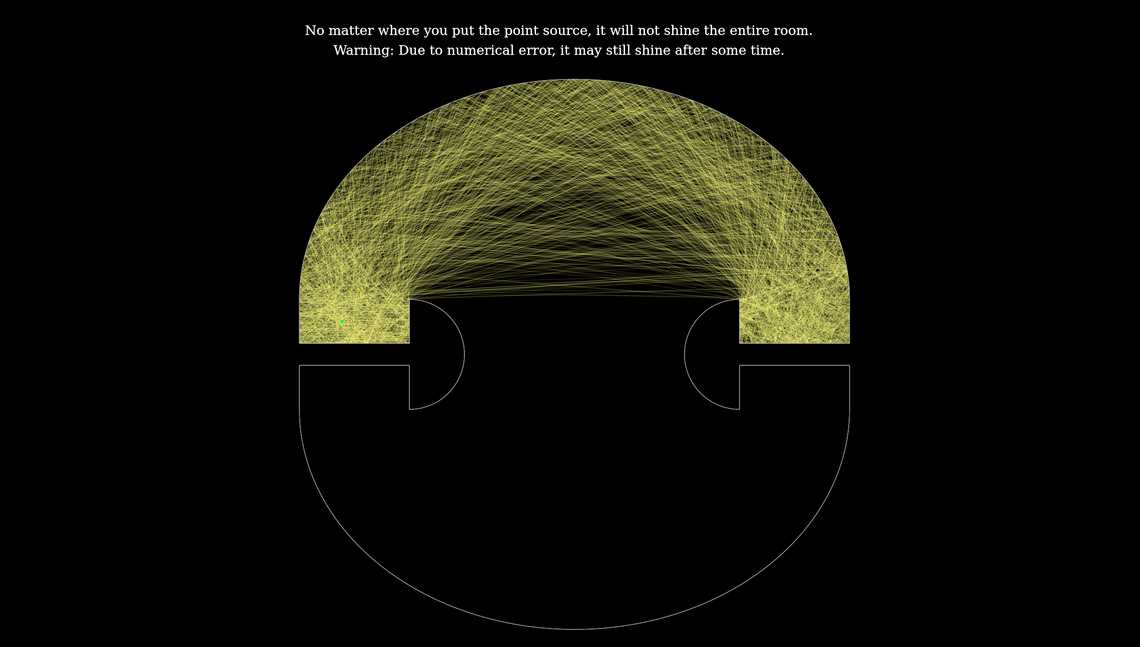 No matter where you put the point source, it will not shine the entire room.
Warning: Due to numerical error, it may still shine after some time.